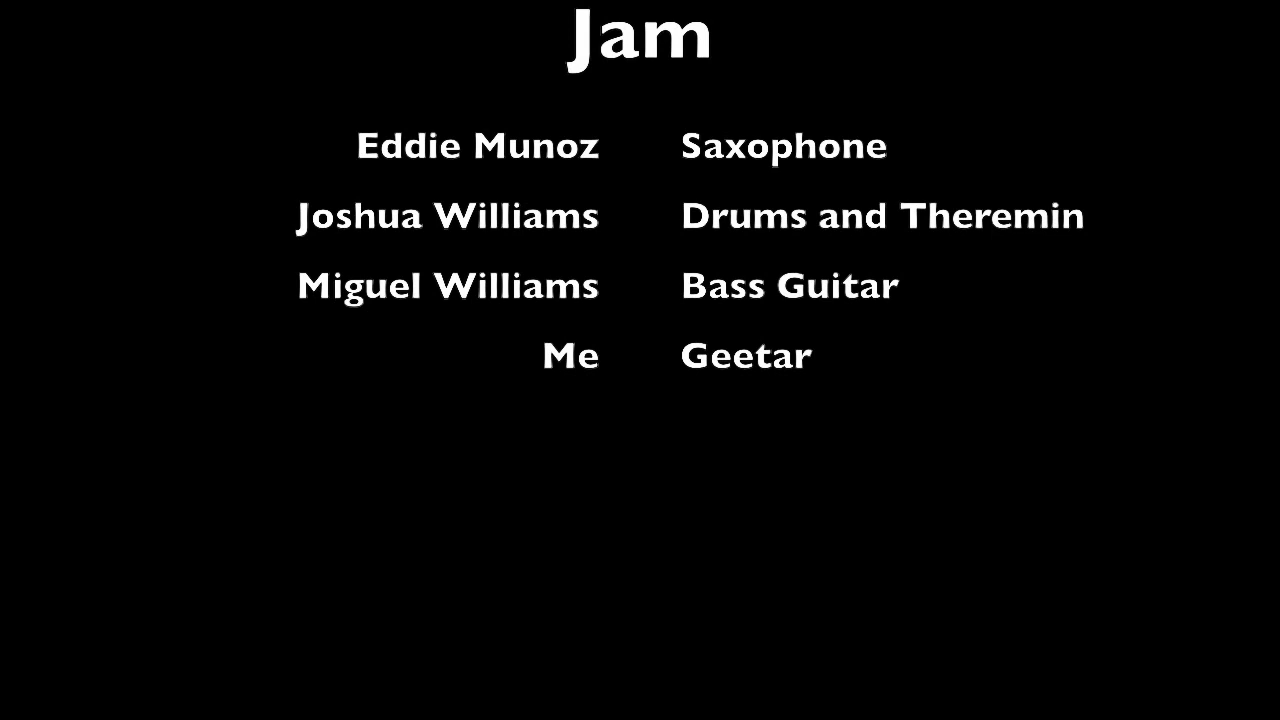 Jam
Eddie Munoz Saxophone
Joshua Williams Drums and Theremin
Miguel Williams Bass Guitar
Me Geetar